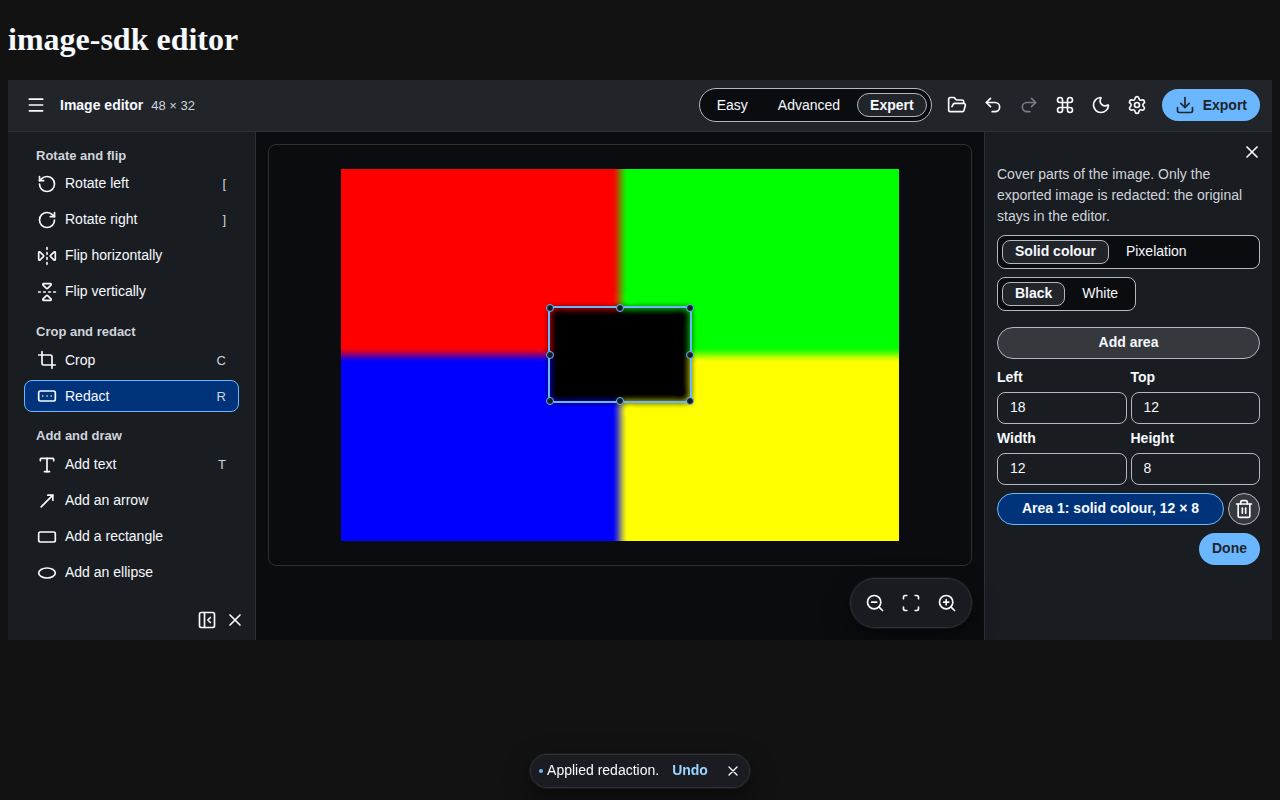 image-sdk editor
Image editor 48 × 32
Easy Advanced Expert
Export
Rotate and flip
Rotate left [
Rotate right ]
Flip horizontally
Flip vertically
Crop and redact
Crop C
Redact R
Add and draw
Add text T
Add an arrow
Add a rectangle
Add an ellipse
Cover parts of the image. Only the
exported image is redacted: the original
stays in the editor.
Solid colour Pixelation
Black White
Add area
Left Top
18 12
Width Height
12 8
Area 1: solid colour, 12 × 8
Done
Applied redaction. Undo